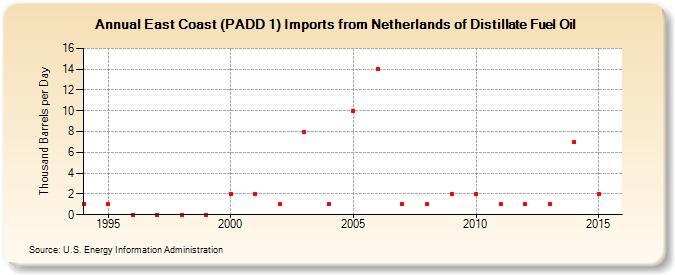 Annual East Coast (PADD 1) Imports from Netherlands of Distillate Fuel Oil
Thousand Barrels per Day
16
14
12
10
8
6
4
2
0
1995 2000 2005 2010 2015
Source: U.S. Energy Information Administration